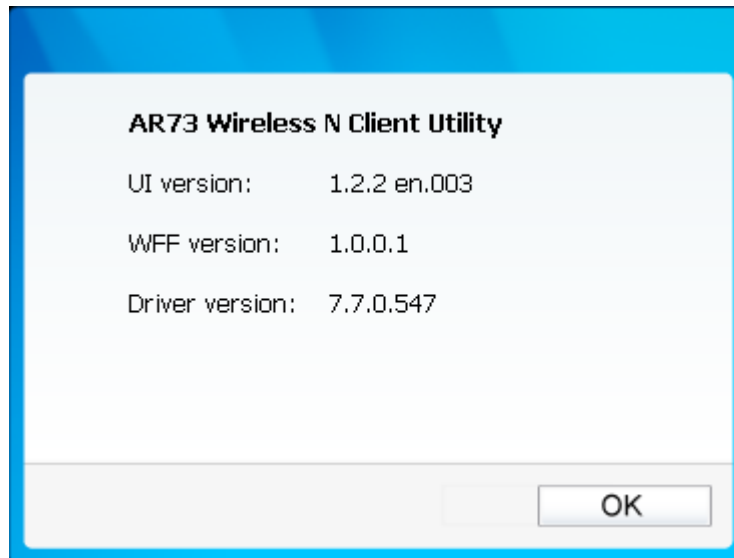 AR73 Wireless N Client Utility
UI version: 1.2.2 en.003
WFF version: 1.0.0.1
Driver version: 7.7.0.547
OK